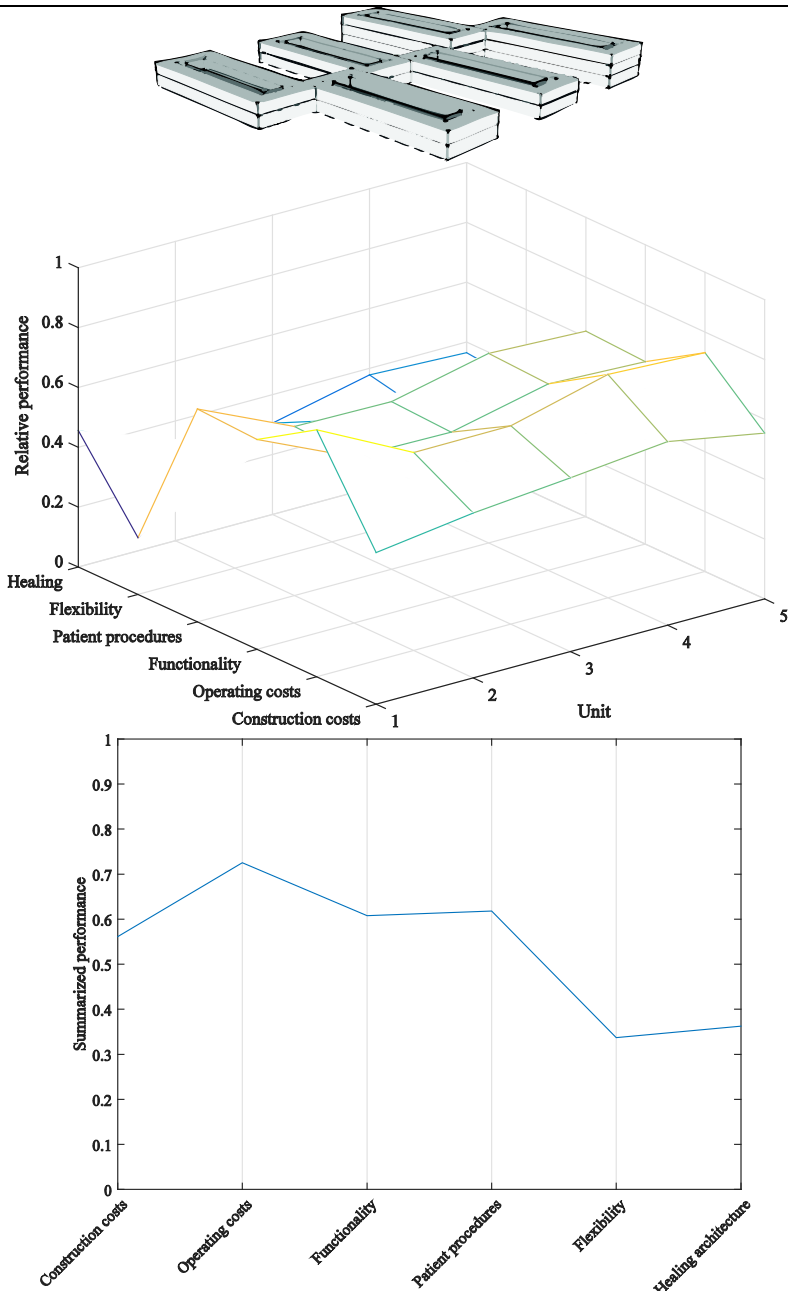 1
0.8
0.6
0.4
0.2
0
Relative performance
Healing
Flexibility
Patient procedures
Functionality
Operating costs
Construction costs
1
2
3
4
5
Unit
1
0.9
0.8
0.7
0.6
0.5
0.4
0.3
0.2
0.1
0
Summarized performance
Construction costs
Operating costs
Functionality
Patient procedures
Flexibility
Healing architecture